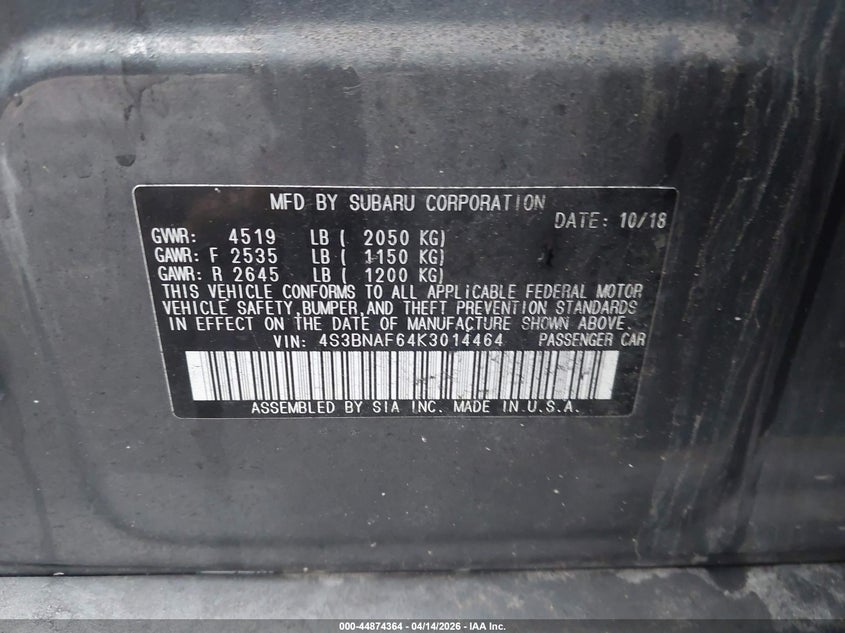 MFD BY SUBARU CORPORATION
DATE: 10/18
GVWR: 4519 LB ( 2050 KG)
GAWR: F 2535 LB ( 1150 KG)
GAWR: R 2645 LB ( 1200 KG)
THIS VEHICLE CONFORMS TO ALL APPLICABLE FEDERAL MOTOR
VEHICLE SAFETY,BUMPER,AND THEFT PREVENTION STANDARDS
IN EFFECT ON THE DATE OF MANUFACTURE SHOWN ABOVE.
VIN: 4S3BNAF64K3014464 PASSENGER CAR
ASSEMBLED BY SIA INC. MADE IN U.S.A.
000-44874364 | 04/14/2026 - IAA Inc.